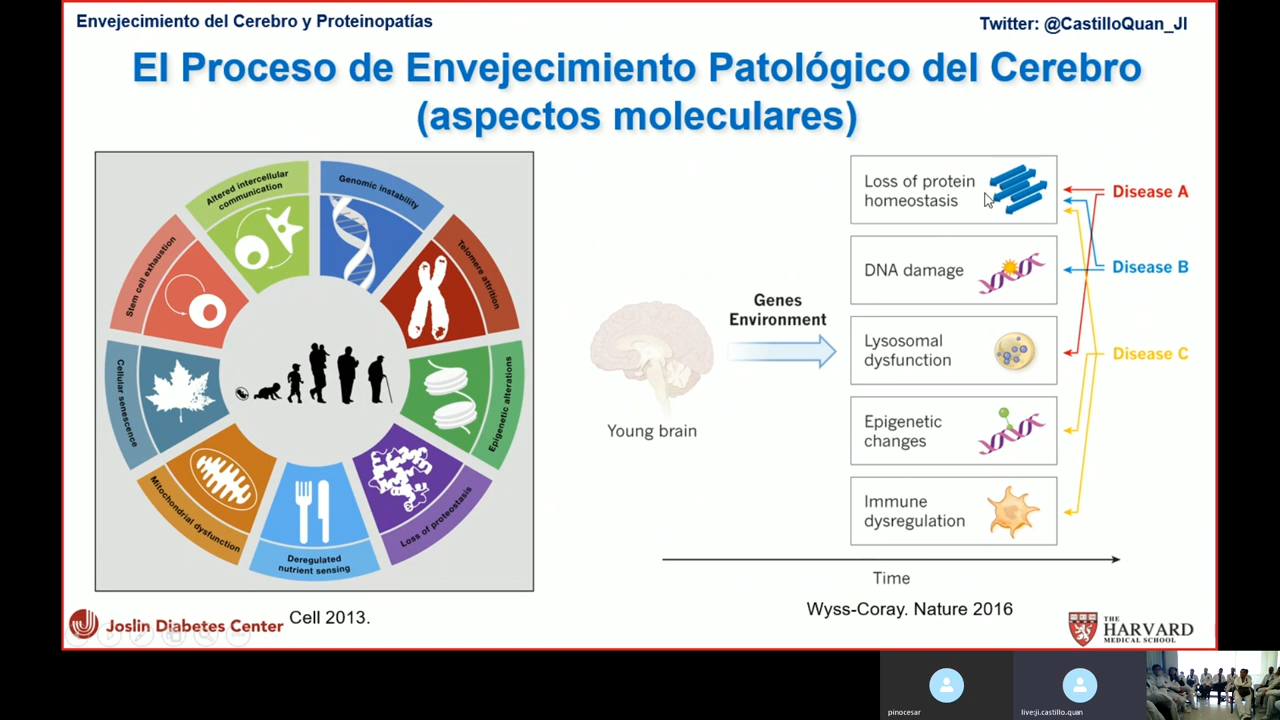 Envejecimiento del Cerebro y Proteinopatías
Twitter: @CastilloQuan_JI
El Proceso de Envejecimiento Patológico del Cerebro
(aspectos moleculares)
Altered intercellular
communication
Genomic instability
Telomere attrition
Epigenetic alterations
Loss of proteostasis
Deregulated
nutrient sensing
Mitochondrial dysfunction
Cellular senescence
Stem cell exhaustion
Cell 2013.
Young brain
Genes
Environment
Loss of protein
homeostasis
DNA damage
Lysosomal
dysfunction
Epigenetic
changes
Immune
dysregulation
Disease A
Disease B
Disease C
Time
Wyss-Coray. Nature 2016
Joslin Diabetes Center
THE
HARVARD
MEDICAL SCHOOL
pinocesar
live:ji.castillo.quan